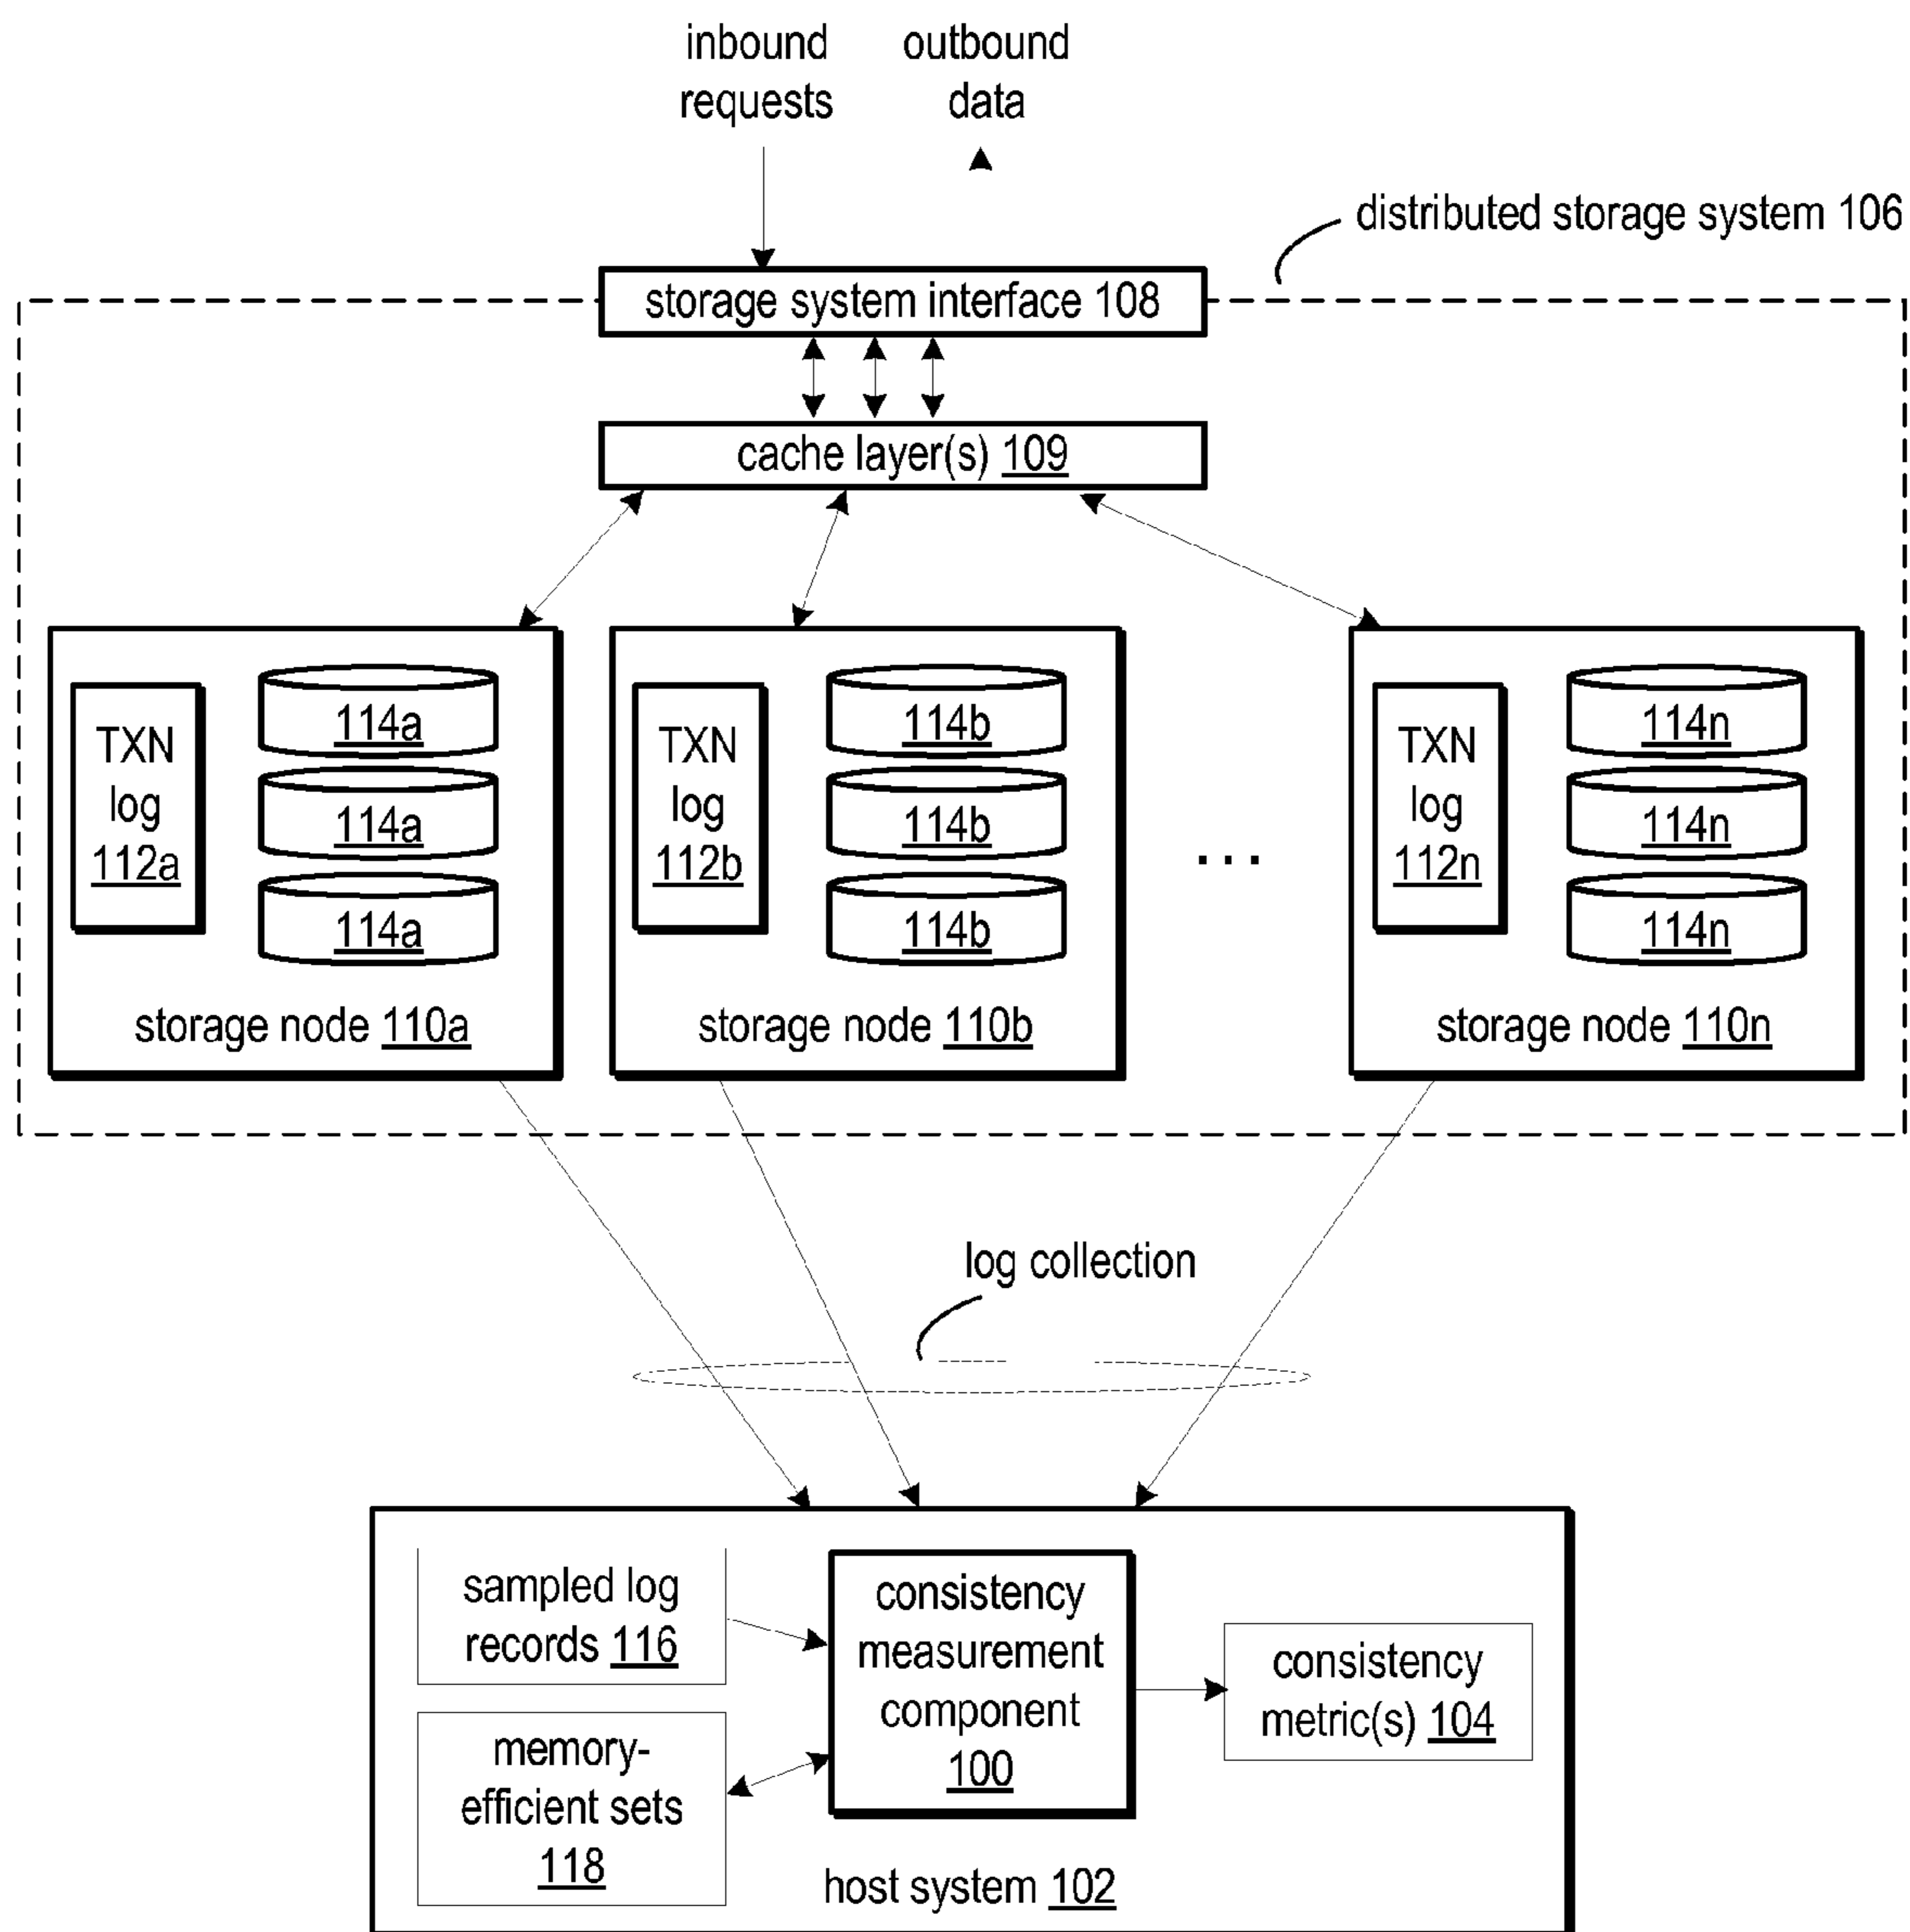 inbound
requests
outbound
data
distributed storage system 106
storage system interface 108
cache layer(s) 109
TXN
log
112a
114a
114a
114a
storage node 110a
TXN
log
112b
114b
114b
114b
storage node 110b
...
TXN
log
112n
114n
114n
114n
storage node 110n
log collection
sampled log
records 116
memory-
efficient sets
118
consistency
measurement
component
100
consistency
metric(s) 104
host system 102